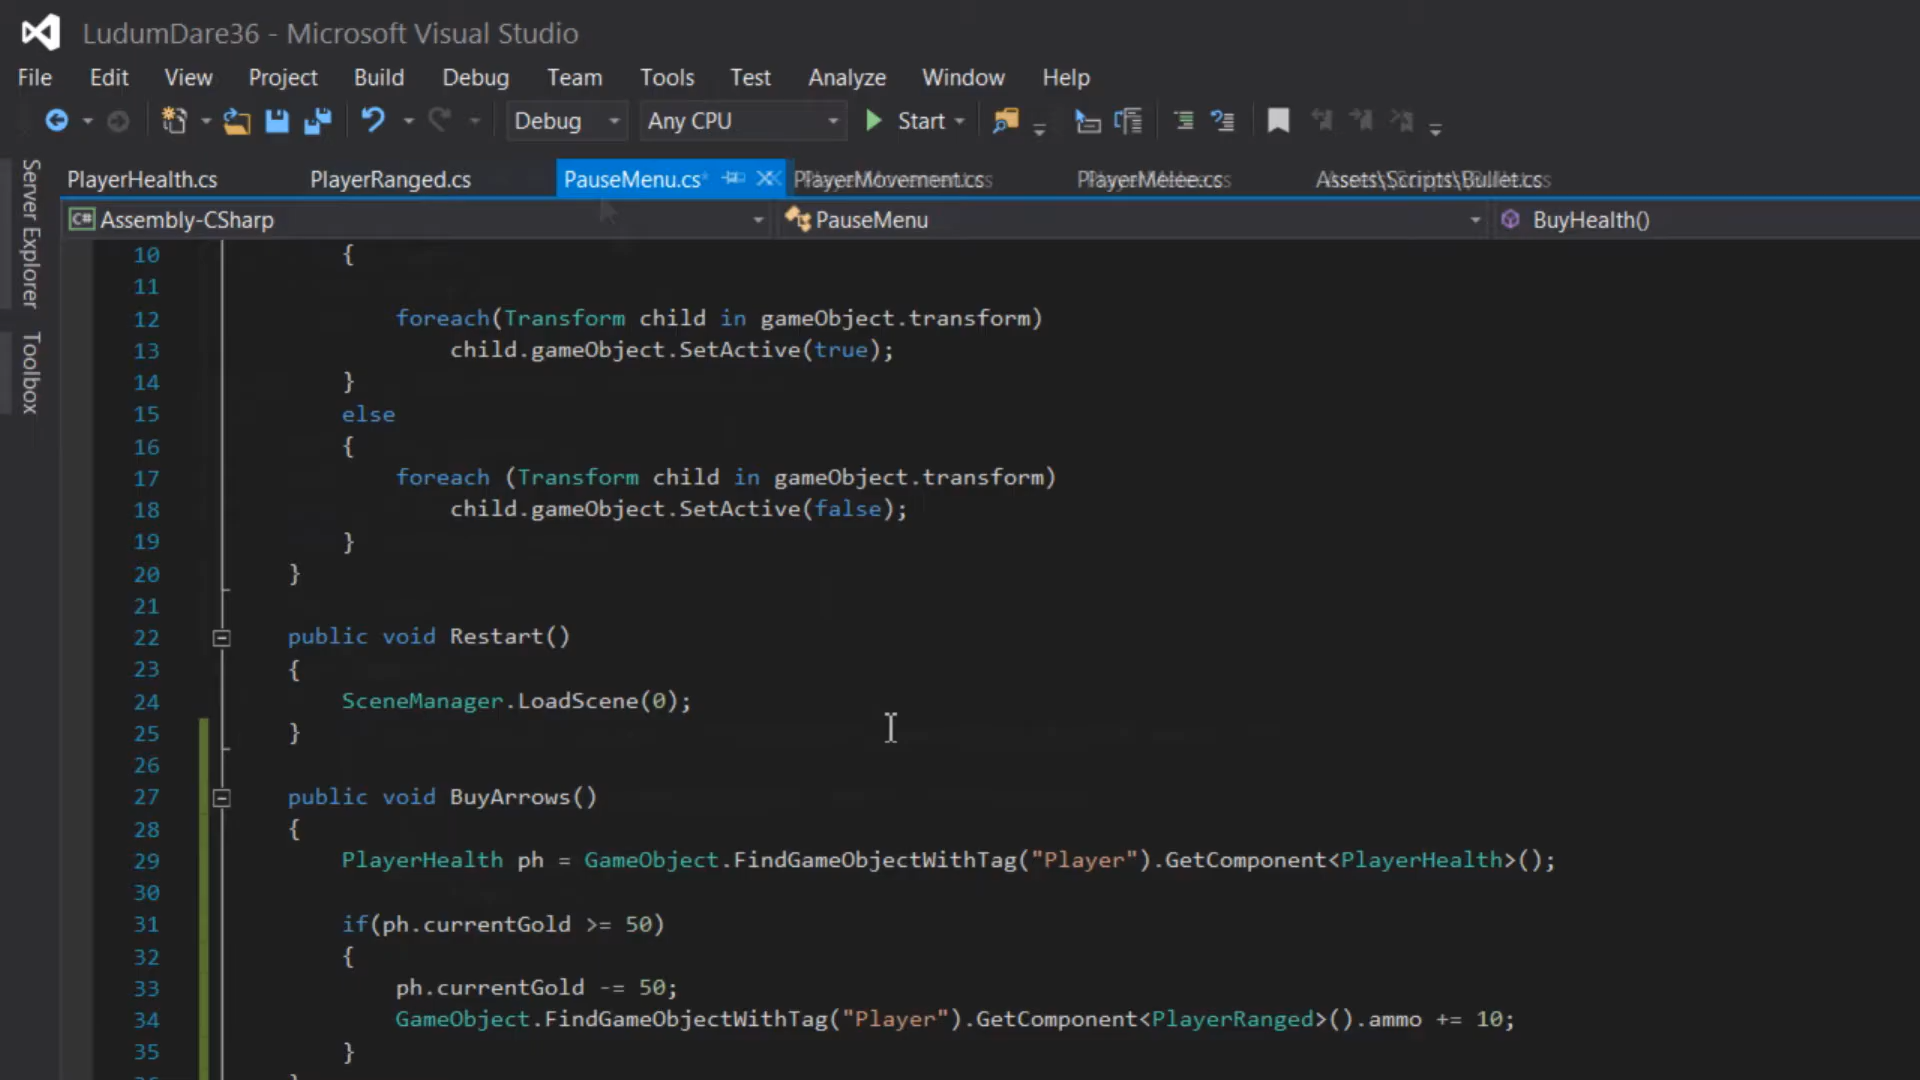 LudumDare36 - Microsoft Visual Studio
File Edit View Project Build Debug Team Tools Test Analyze Window Help
Debug Any CPU Start
Server Explorer
Toolbox
PlayerHealth.cs PlayerRanged.cs PauseMenu.cs* PlayerMovement.cs PlayerMelee.cs Assets\Scripts\Bullet.cs
C# Assembly-CSharp PauseMenu BuyHealth()
10 {
11
12 foreach(Transform child in gameObject.transform)
13 child.gameObject.SetActive(true);
14 }
15 else
16 {
17 foreach (Transform child in gameObject.transform)
18 child.gameObject.SetActive(false);
19 }
20 }
21
22 public void Restart()
23 {
24 SceneManager.LoadScene(0);
25 }
26
27 public void BuyArrows()
28 {
29 PlayerHealth ph = GameObject.FindGameObjectWithTag("Player").GetComponent<PlayerHealth>();
30
31 if(ph.currentGold >= 50)
32 {
33 ph.currentGold -= 50;
34 GameObject.FindGameObjectWithTag("Player").GetComponent<PlayerRanged>().ammo += 10;
35 }